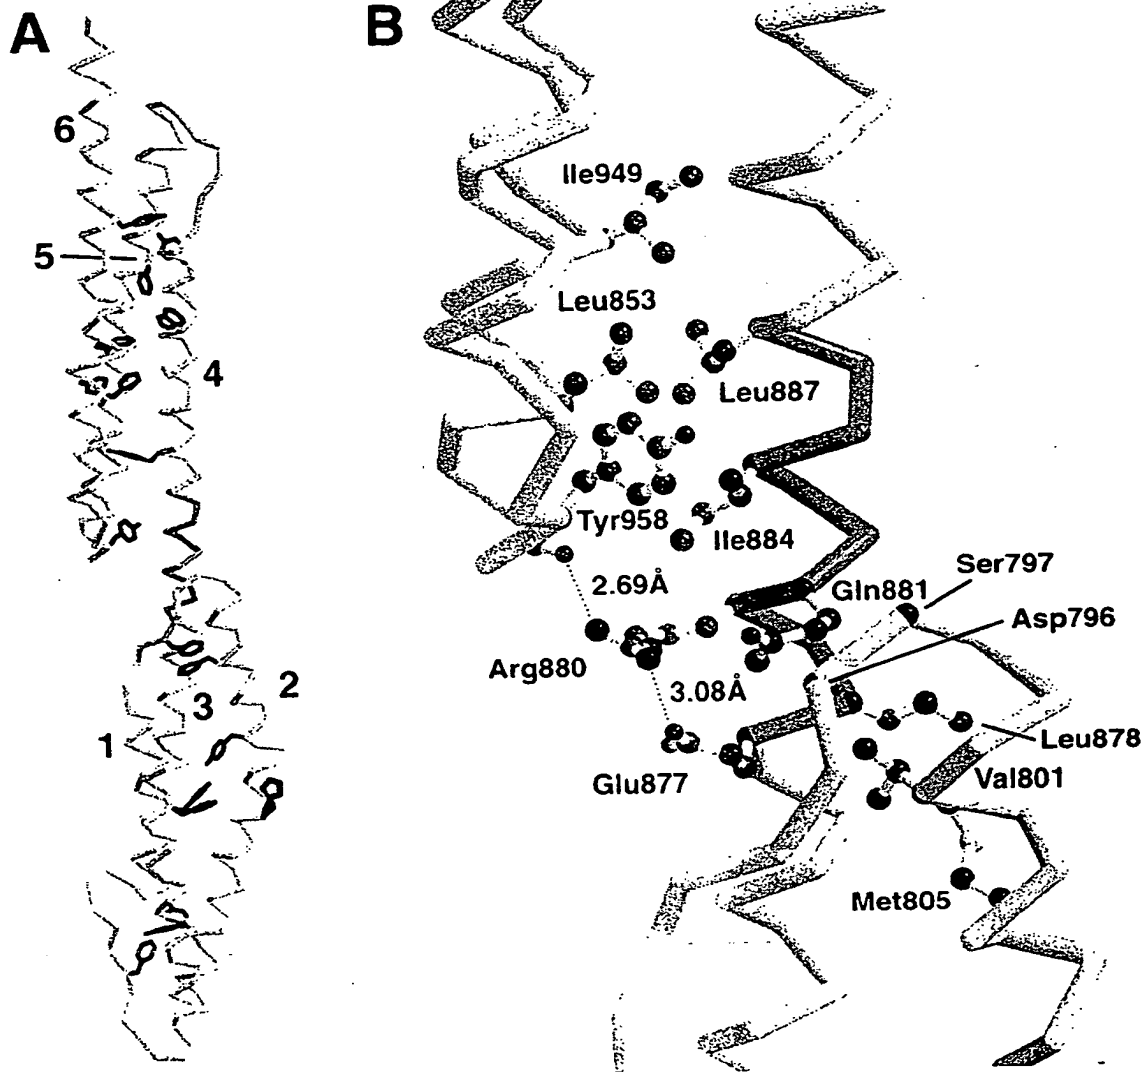 A
B
6
Ile949
5
Leu853
4
Leu887
Tyr958
Ile884
Ser797
2.69Å
Gln881
Asp796
Arg880
2
3.08Å
3
1
Leu878
Glu877
Val801
Met805